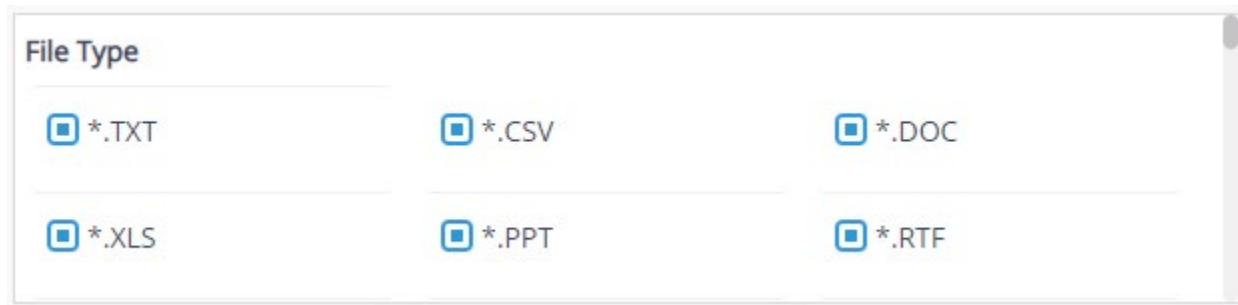 File Type
*.TXT *.CSV *.DOC
*.XLS *.PPT *.RTF